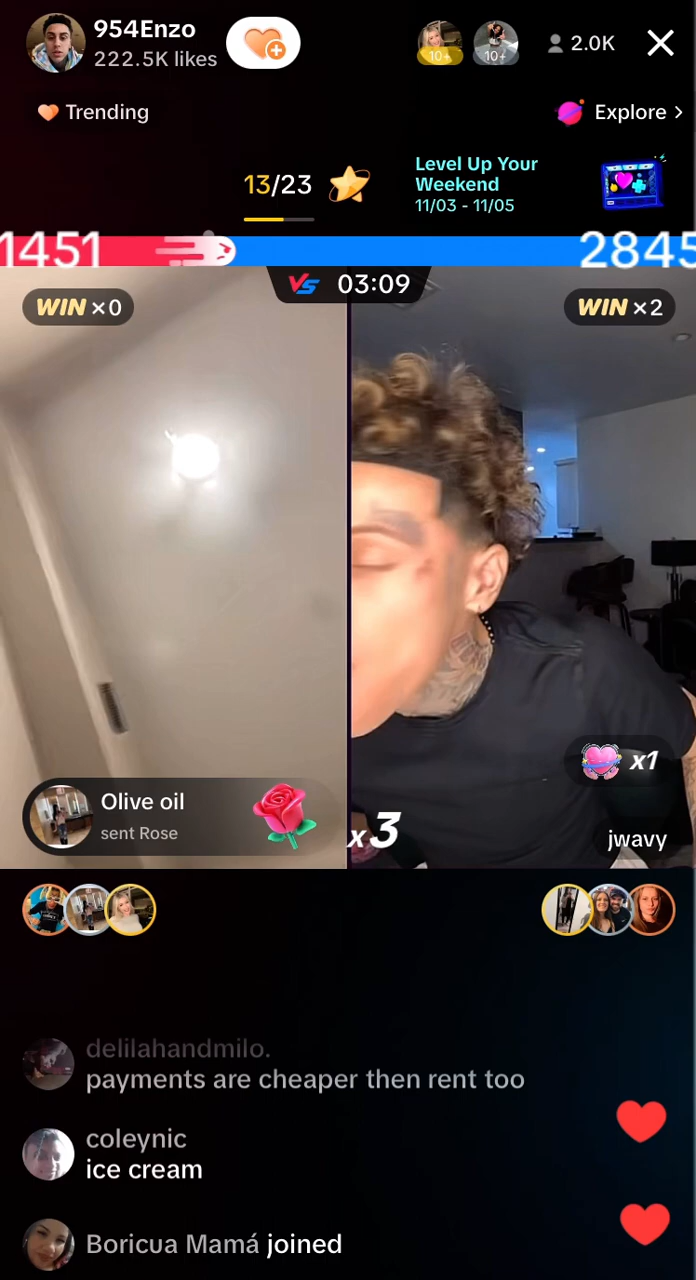 954Enzo
222.5K likes
10+
10+
2.0K
Trending
Explore >
13/23
Level Up Your
Weekend
11/03 - 11/05
1451
2845
VS 03:09
WIN ×0
WIN ×2
x1
Olive oil
sent Rose
x3
jwavy
delilahandmilo.
payments are cheaper then rent too
coleynic
ice cream
Boricua Mamá joined